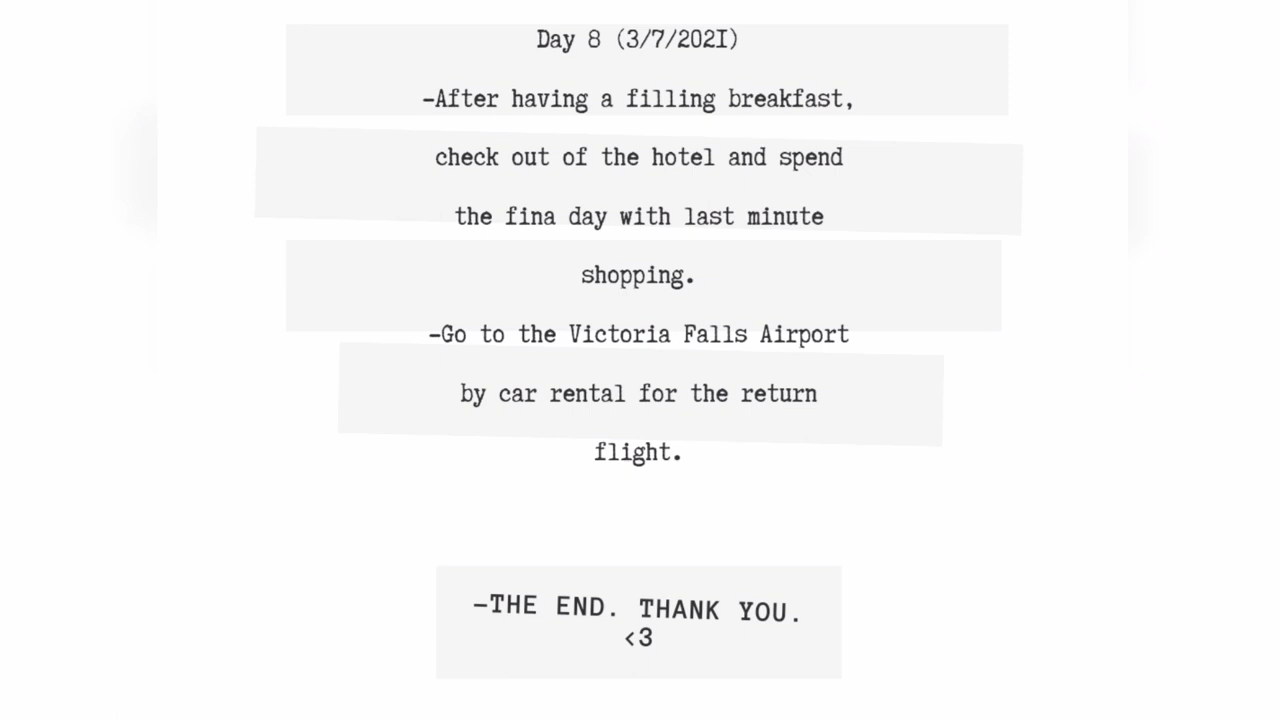 Day 8 (3/7/202I)
-After having a filling breakfast,
check out of the hotel and spend
the fina day with last minute
shopping.
-Go to the Victoria Falls Airport
by car rental for the return
flight.
-THE END. THANK YOU.
<3